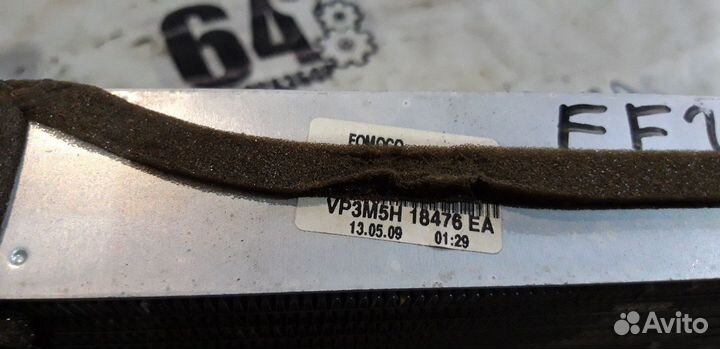 64
FOMOCO
VP3M5H 18476 EA
13.05.09 01:29
Avito